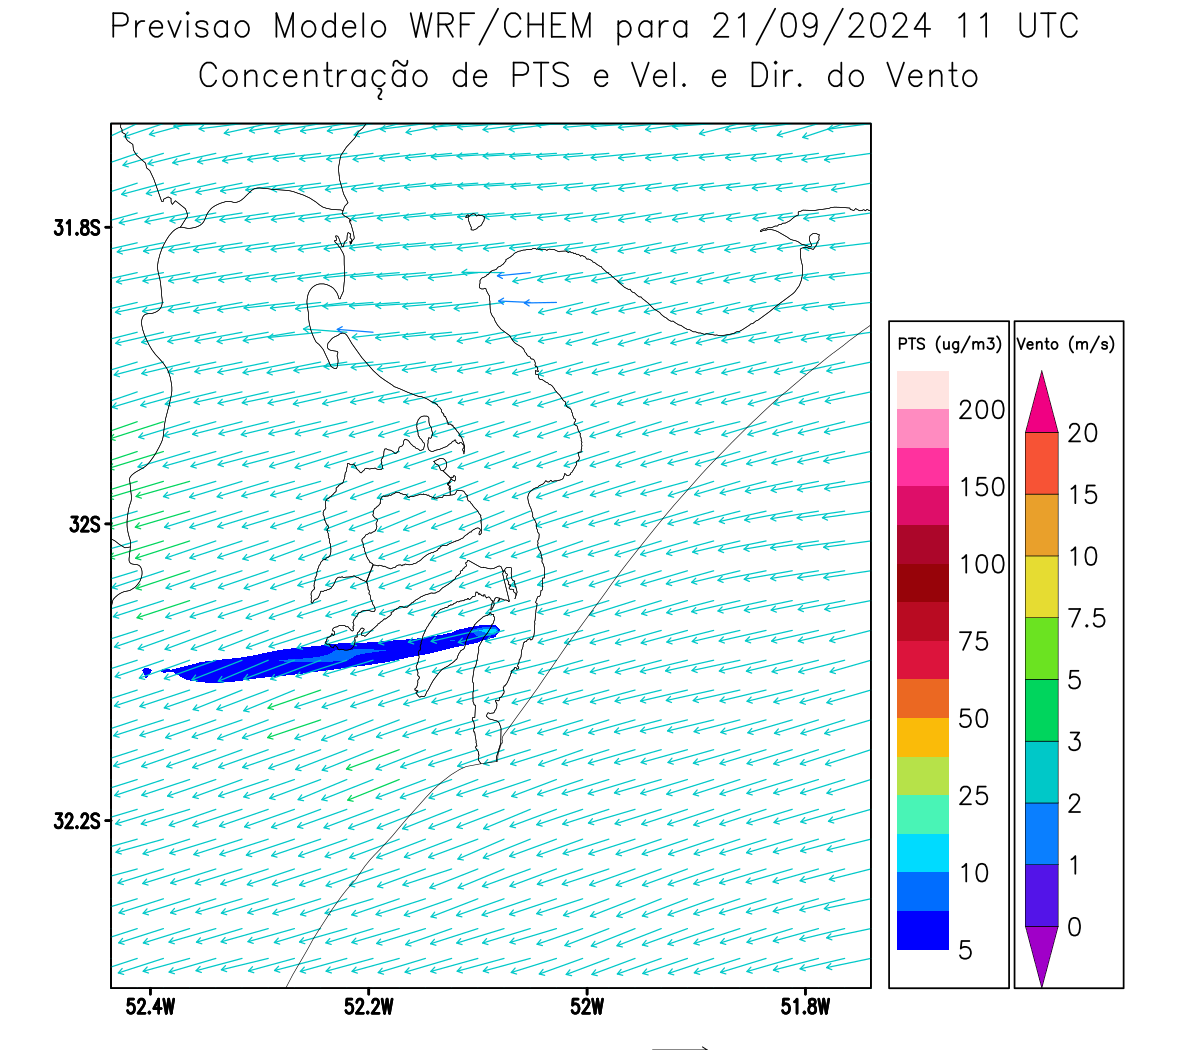 Previsao Modelo WRF/CHEM para 21/09/2024 11 UTC
Concentração de PTS e Vel. e Dir. do Vento
31.8S
32S
32.2S
52.4W 52.2W 52W 51.8W
PTS (ug/m3)
200
150
100
75
50
25
10
5
Vento (m/s)
20
15
10
7.5
5
3
2
1
0